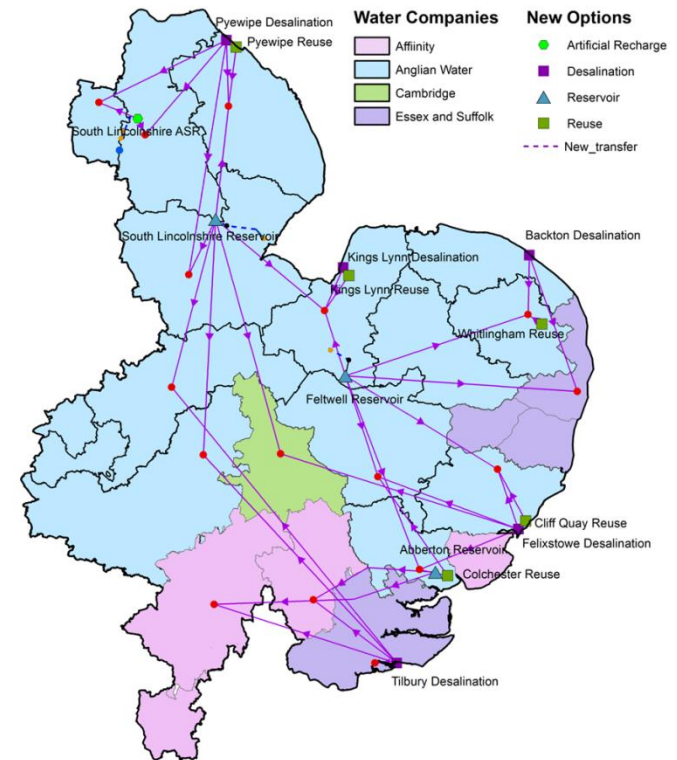 Pyewipe Desalination
Pyewipe Reuse
Water Companies
Affiinity
Anglian Water
Cambridge
Essex and Suffolk
New Options
Artificial Recharge
Desalination
Reservoir
Reuse
New_transfer
South Lincolnshire ASR
South Lincolnshire Reservoir
Backton Desalination
Kings Lynn Desalination
Kings Lynn Reuse
Whitlingham Reuse
Feltwell Reservoir
Cliff Quay Reuse
Felixstowe Desalination
Abberton Reservoir
Colchester Reuse
Tilbury Desalination